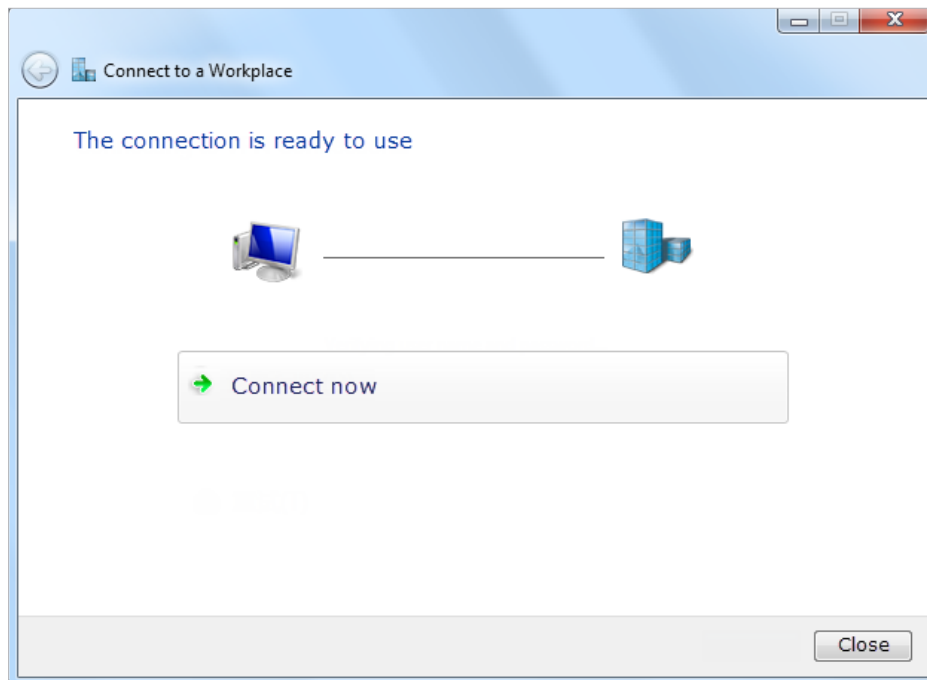 Connect to a Workplace
The connection is ready to use
Connect now
Close